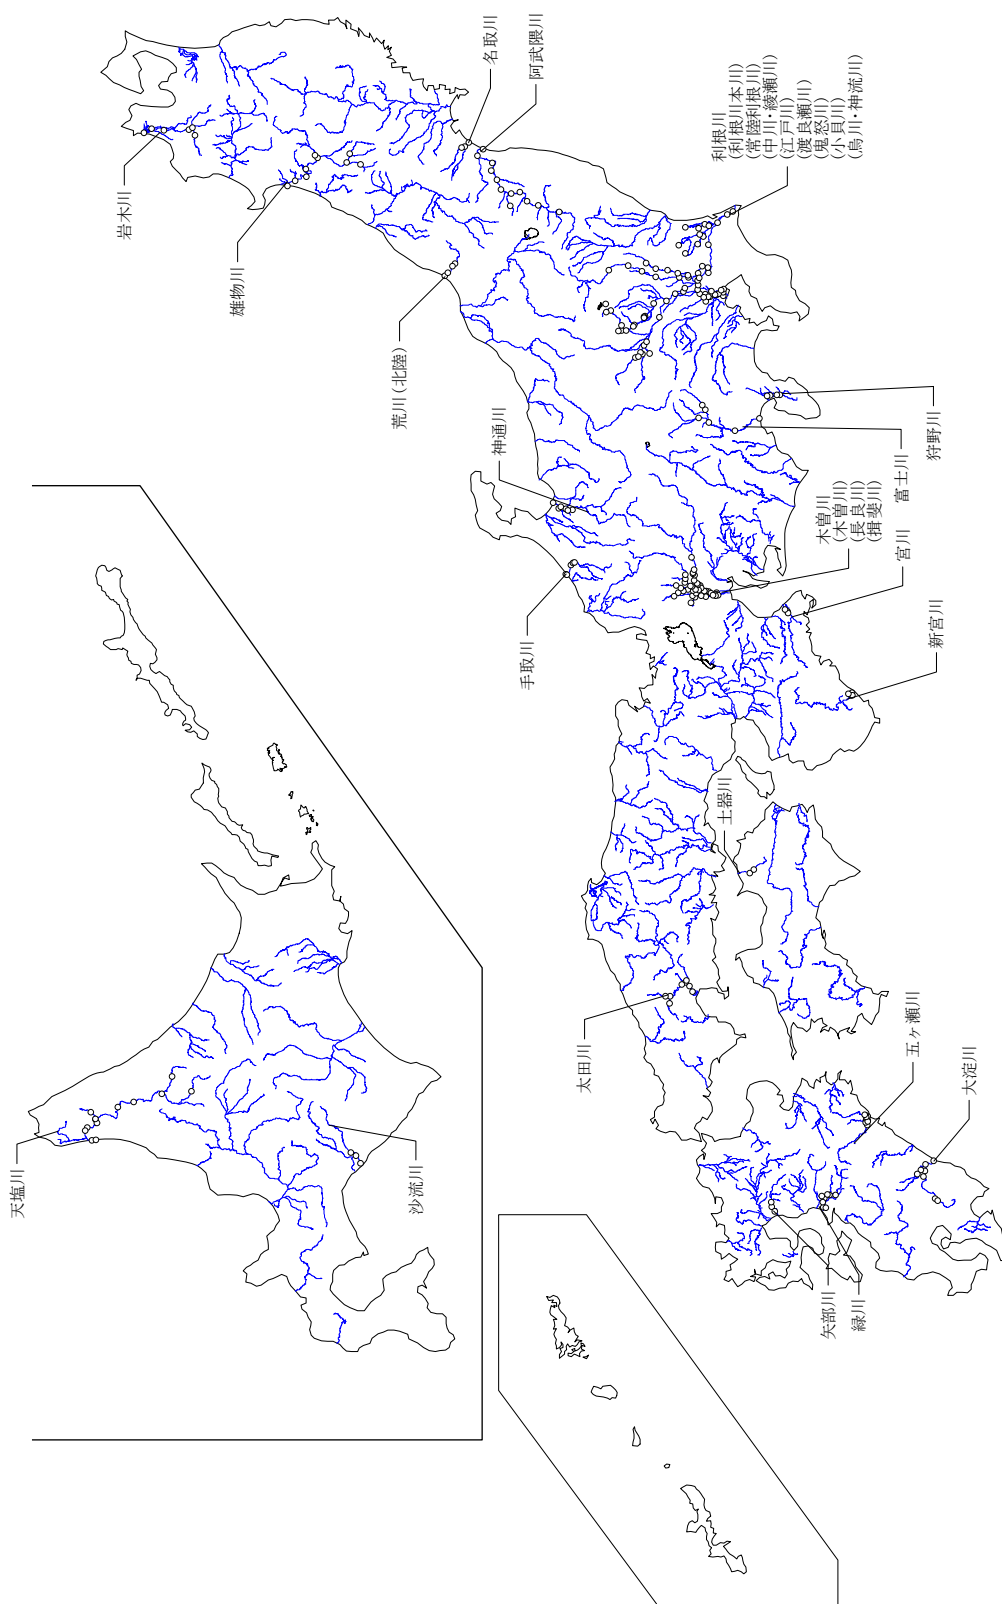 名取川
阿武隈川
利根川
(利根川本川)
(常陸利根川)
(中川・綾瀬川)
(江戸川)
(渡良瀬川)
(鬼怒川)
(小貝川)
(烏川・神流川)
岩木川
雄物川
荒川(北陸)
神通川
狩野川
富士川
木曽川
(木曽川)
(長良川)
(揖斐川)
宮川
新宮川
手取川
土器川
太田川
五ヶ瀬川
大淀川
天塩川
沙流川
矢部川
緑川